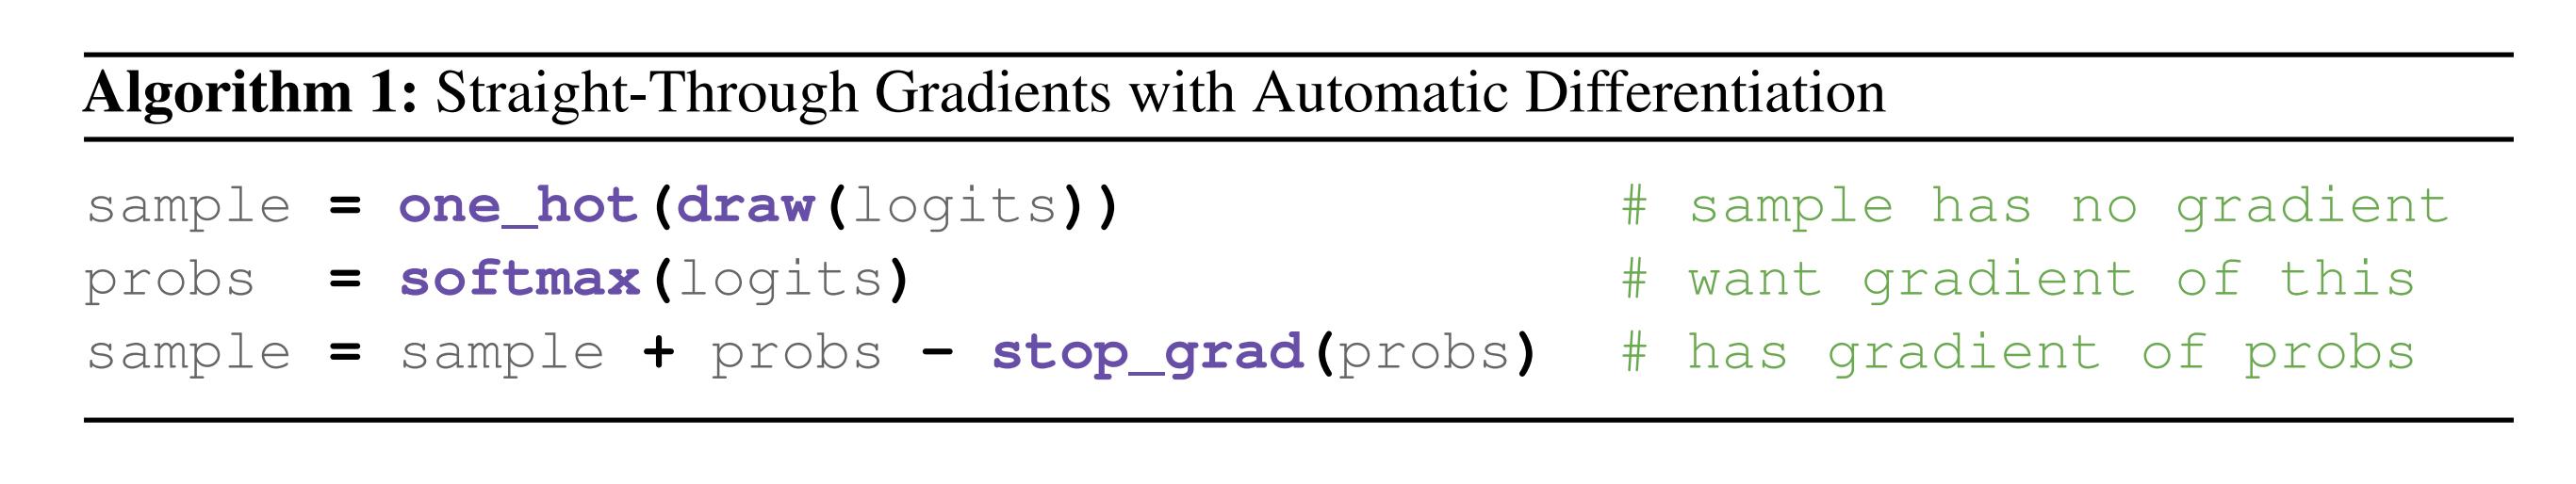 Algorithm 1: Straight-Through Gradients with Automatic Differentiation
sample = one_hot(draw(logits)) # sample has no gradient
probs = softmax(logits) # want gradient of this
sample = sample + probs - stop_grad(probs) # has gradient of probs